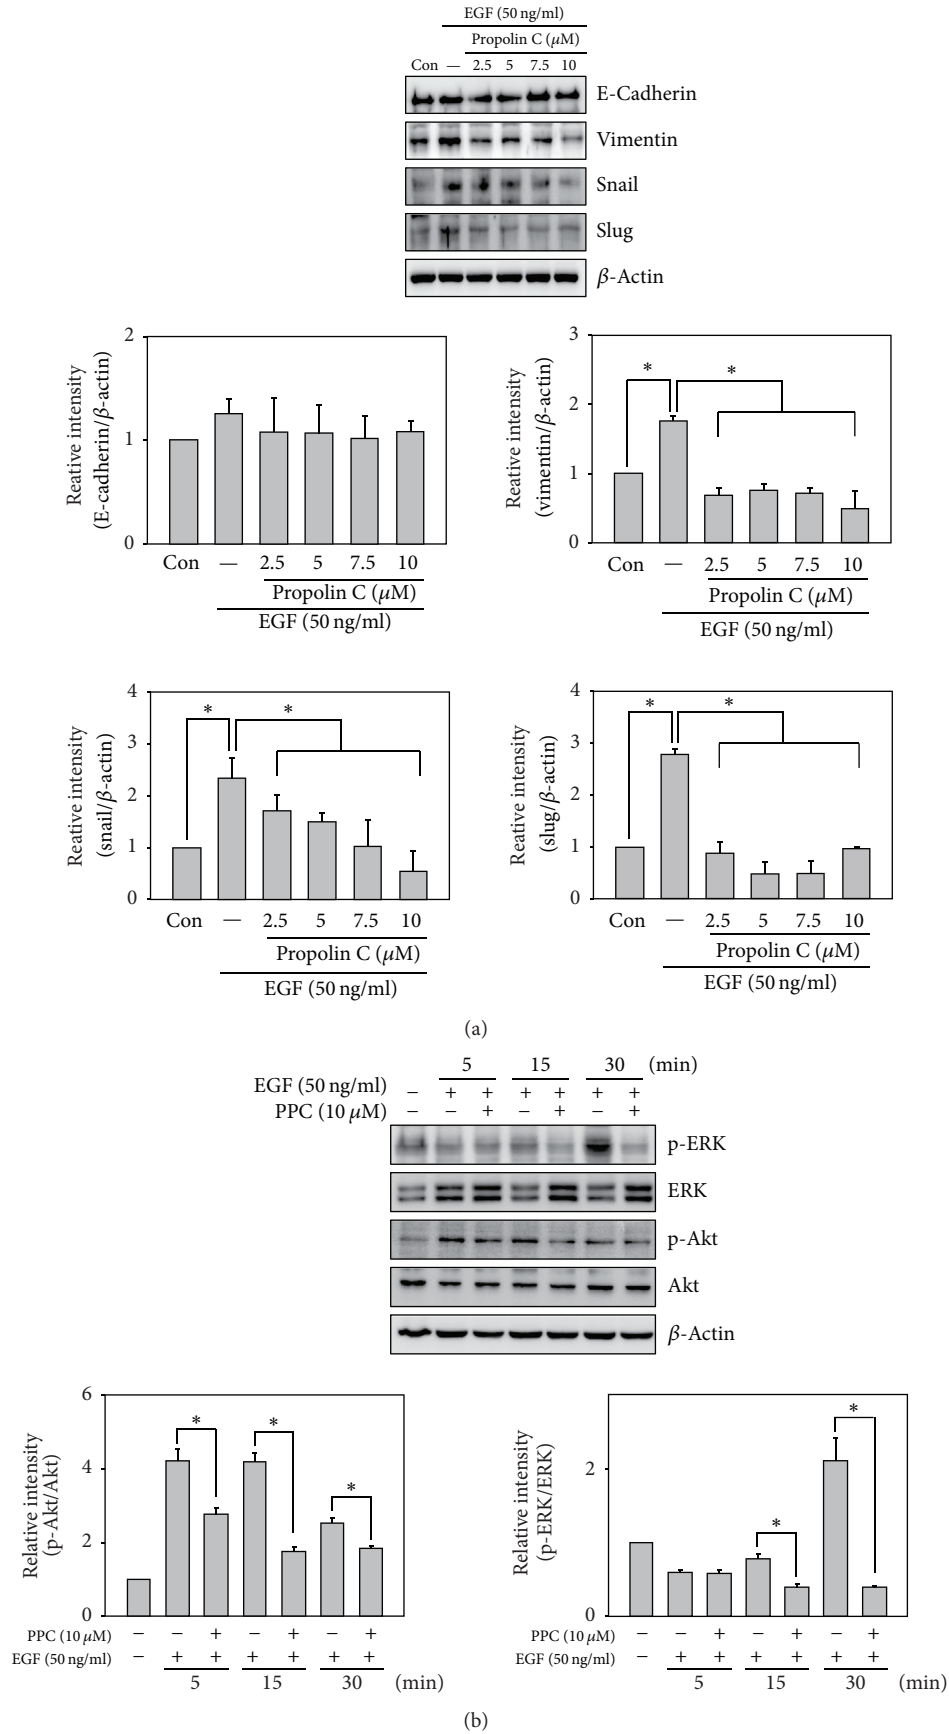 EGF (50 ng/ml)
Propolin C (μM)
Con — 2.5 5 7.5 10
E-Cadherin
Vimentin
Snail
Slug
β-Actin
Reative intensity
(E-cadherin/β-actin)
2
1
0
Con — 2.5 5 7.5 10
Propolin C (μM)
EGF (50 ng/ml)
Reative intensity
(vimentin/β-actin)
3
2
1
0
* *
Con — 2.5 5 7.5 10
Propolin C (μM)
EGF (50 ng/ml)
Reative intensity
(snail/β-actin)
4
3
2
1
0
* *
Con — 2.5 5 7.5 10
Propolin C (μM)
EGF (50 ng/ml)
Reative intensity
(slug/β-actin)
4
3
2
1
0
* *
Con — 2.5 5 7.5 10
Propolin C (μM)
EGF (50 ng/ml)
(a)
5 15 30 (min)
EGF (50 ng/ml) − + + + + + +
PPC (10 μM) − − + − + − +
p-ERK
ERK
p-Akt
Akt
β-Actin
Relative intensity
(p-Akt/Akt)
6
4
2
0
* * *
PPC (10 μM) − − + − + − +
EGF (50 ng/ml) − + + + + + +
5 15 30 (min)
Relative intensity
(p-ERK/ERK)
2
0
* *
PPC (10 μM) − − + − + − +
EGF (50 ng/ml) − + + + + + +
5 15 30 (min)
(b)